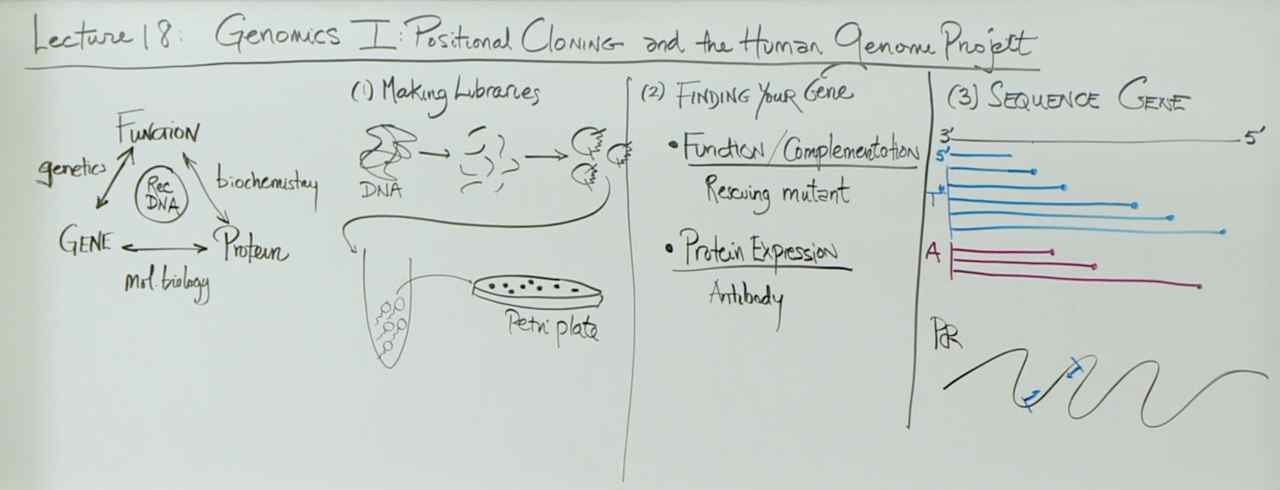 Lecture 18: Genomics I: Positional Cloning and the Human Genome Project
Function
genetics
Rec
DNA
biochemistry
GENE
Protein
Mol. biology
(1) Making Libraries
DNA
Petri plate
(2) FINDING YOUR Gene
• Function/Complementation
Rescuing mutant
• Protein Expression
Antibody
(3) SEQUENCE GENE
3' 5'
5'
T*
A
PCR